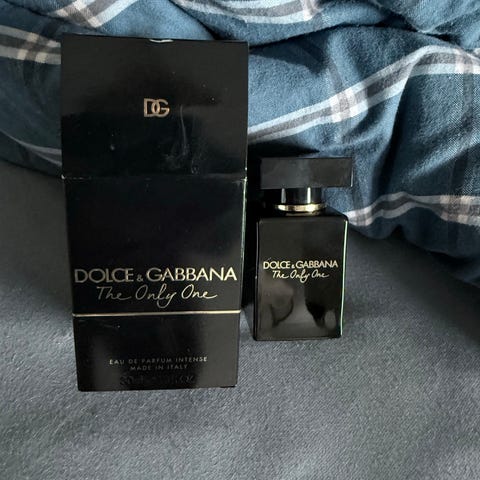 DG
DOLCE & GABBANA
The Only One
EAU DE PARFUM INTENSE
MADE IN ITALY
DOLCE & GABBANA
The Only One